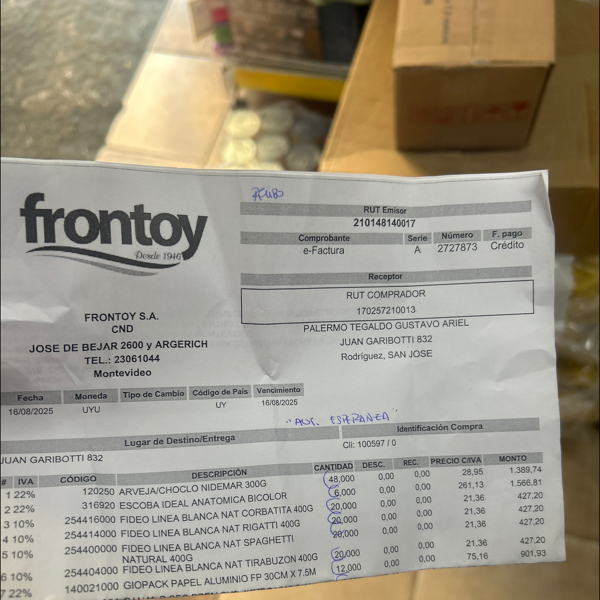 frontoy
Desde 1946
RUT Emisor
210148140017
Comprobante Serie Número F. pago
e-Factura A 2727873 Crédito
Receptor
RUT COMPRADOR
170257210013
PALERMO TEGALDO GUSTAVO ARIEL
JUAN GARIBOTTI 832
Rodríguez, SAN JOSE
FRONTOY S.A.
CND
JOSE DE BEJAR 2600 y ARGERICH
TEL.: 23061044
Montevideo
Fecha Moneda Tipo de Cambio Código de País Vencimiento
16/08/2025 UYU UY 16/08/2025
Lugar de Destino/Entrega Identificación Compra
JUAN GARIBOTTI 832 Cli: 100597 / 0
# IVA CÓDIGO DESCRIPCIÓN CANTIDAD DESC. REC. PRECIO C/IVA MONTO
1 22% 120250 ARVEJA/CHOCLO NIDEMAR 300G 48,000 0,00 0,00 28,95 1.389,74
2 22% 316920 ESCOBA IDEAL ANATOMICA BICOLOR 6,000 0,00 0,00 261,13 1.566,81
3 10% 254416000 FIDEO LINEA BLANCA NAT CORBATITA 400G 20,000 0,00 0,00 21,36 427,20
4 10% 254414000 FIDEO LINEA BLANCA NAT RIGATTI 400G 20,000 0,00 0,00 21,36 427,20
5 10% 254400000 FIDEO LINEA BLANCA NAT SPAGHETTI 20,000 0,00 0,00 21,36 427,20
NATURAL 400G
6 10% 254404000 FIDEO LINEA BLANCA NAT TIRABUZON 400G 20,000 0,00 0,00 21,36 427,20
7 22% 140021000 GIOPACK PAPEL ALUMINIO FP 30CM X 7.5M 12,000 0,00 0,00 75,16 901,93